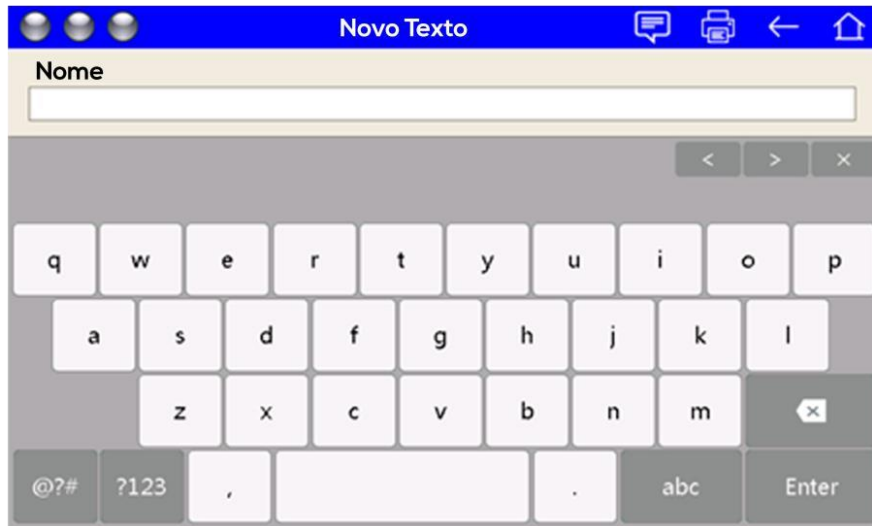 Novo Texto
Nome
< > ×
q w e r t y u i o p
a s d f g h j k l
z x c v b n m
@?# ?123 , . abc Enter